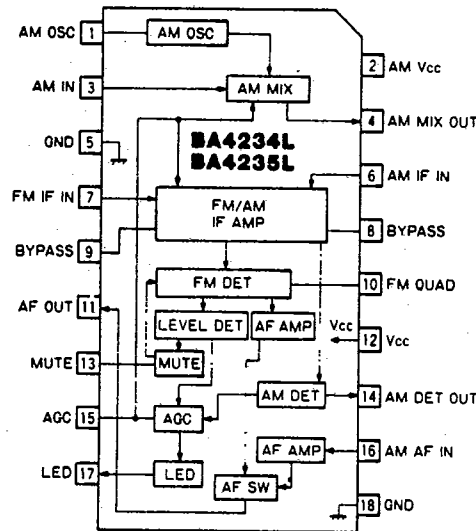 AM OSC 1 AM OSC
2 AM Vcc
AM IN 3 AM MIX
4 AM MIX OUT
BA4234L
BA4235L
GND 5
6 AM IF IN
FM IF IN 7 FM/AM
IF AMP
8 BYPASS
BYPASS 9
FM DET 10 FM QUAD
AF OUT 11
LEVEL DET AF AMP Vcc 12 Vcc
MUTE 13 MUTE
AM DET 14 AM DET OUT
AGC 15 AGC
AF AMP 16 AM AF IN
LED 17 LED
AF SW 18 GND